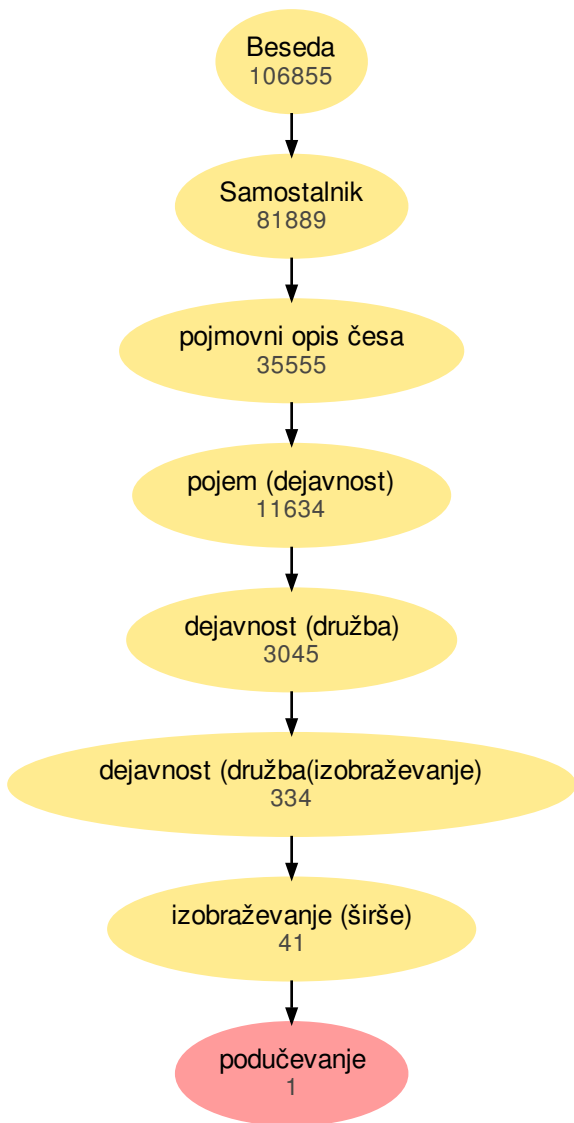 Beseda
106855
Samostalnik
81889
pojmovni opis česa
35555
pojem (dejavnost)
11634
dejavnost (družba)
3045
dejavnost (družba(izobraževanje)
334
izobraževanje (širše)
41
podučevanje
1